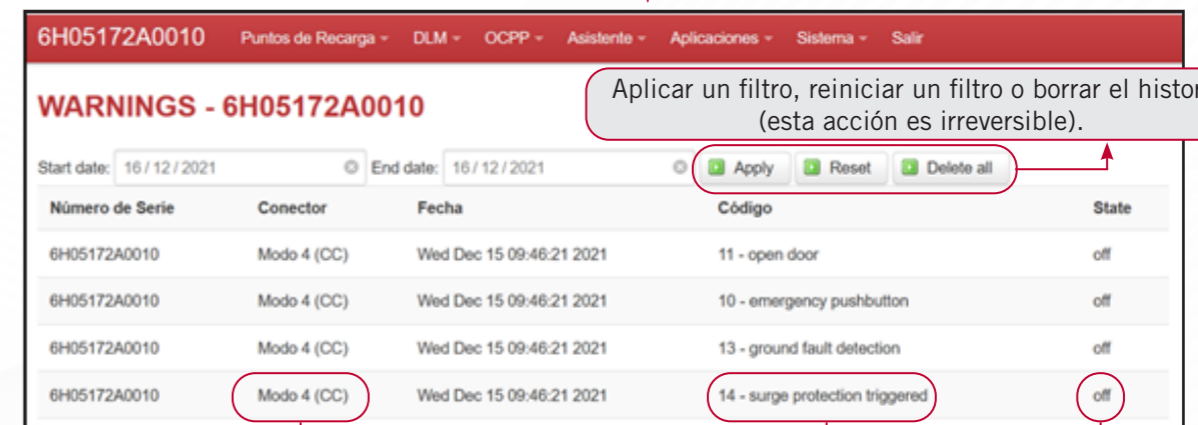 6H05172A0010 Puntos de Recarga DLM OCPP Asistente Aplicaciones Sistema Salir
WARNINGS - 6H05172A0010
Aplicar un filtro, reiniciar un filtro o borrar el histor
(esta acción es irreversible).
Start date: 16/12/2021 End date: 16/12/2021 Apply Reset Delete all
Número de Serie Conector Fecha Código State
6H05172A0010 Modo 4 (CC) Wed Dec 15 09:46:21 2021 11 - open door off
6H05172A0010 Modo 4 (CC) Wed Dec 15 09:46:21 2021 10 - emergency pushbutton off
6H05172A0010 Modo 4 (CC) Wed Dec 15 09:46:21 2021 13 - ground fault detection off
6H05172A0010 Modo 4 (CC) Wed Dec 15 09:46:21 2021 14 - surge protection triggered off